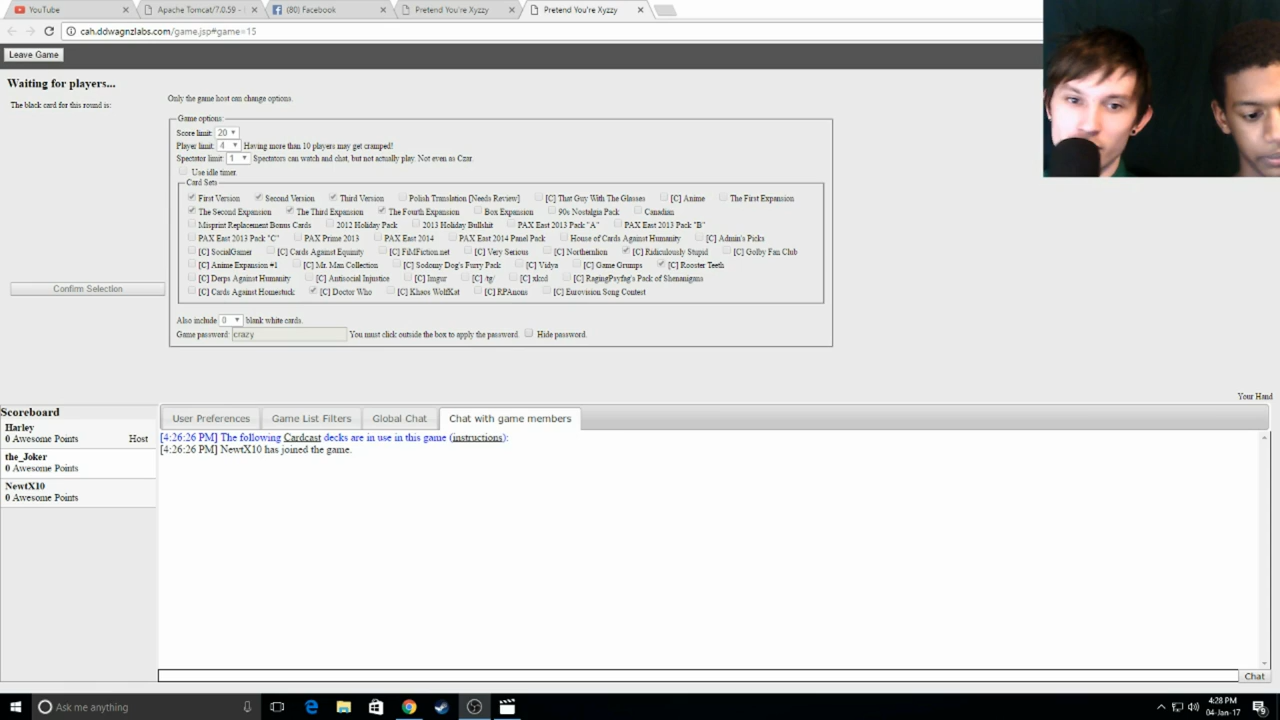 YouTube
Apache Tomcat/7.0.59 -
(80) Facebook
Pretend You're Xyzzy
Pretend You're Xyzzy
cah.ddwagnzlabs.com/game.jsp#game=15
Leave Game
Waiting for players...
The black card for this round is:
Only the game host can change options.
Game options:
Score limit: 20
Player limit: 4 Having more than 10 players may get cramped!
Spectator limit: 1 Spectators can watch and chat, but not actually play. Not even as Czar.
Use idle timer.
Card Sets
First Version Second Version Third Version Polish Translation [Needs Review] [C] That Guy With The Glasses [C] Anime The First Expansion
The Second Expansion The Third Expansion The Fourth Expansion Box Expansion 90s Nostalgia Pack Canadian
Misprint Replacement Bonus Cards 2012 Holiday Pack 2013 Holiday Bullshit PAX East 2013 Pack "A" PAX East 2013 Pack "B"
PAX East 2013 Pack "C" PAX Prime 2013 PAX East 2014 PAX East 2014 Panel Pack House of Cards Against Humanity [C] Admin's Picks
[C] SocialGamer [C] Cards Against Equinity [C] FiMFiction.net [C] Very Serious [C] Northernlion [C] Ridiculously Stupid [C] Golby Fan Club
[C] Anime Expansion #1 [C] Mr. Man Collection [C] Sodomy Dog's Furry Pack [C] Vidya [C] Game Grumps [C] Rooster Teeth
[C] Derps Against Humanity [C] Antisocial Injustice [C] Imgur [C] /tg/ [C] xkcd [C] RagingPsyfag's Pack of Shenanigans
[C] Cards Against Homestuck [C] Doctor Who [C] Khaos WolfKat [C] RPAnons [C] Eurovision Song Contest
Confirm Selection
Also include 0 blank white cards.
Game password: crazy You must click outside the box to apply the password. Hide password.
Your Hand
Scoreboard
Harley
0 Awesome Points Host
the_Joker
0 Awesome Points
NewtX10
0 Awesome Points
User Preferences Game List Filters Global Chat Chat with game members
[4:26:26 PM] The following Cardcast decks are in use in this game (instructions):
[4:26:26 PM] NewtX10 has joined the game.
Chat
Ask me anything
4:28 PM
04-Jan-17